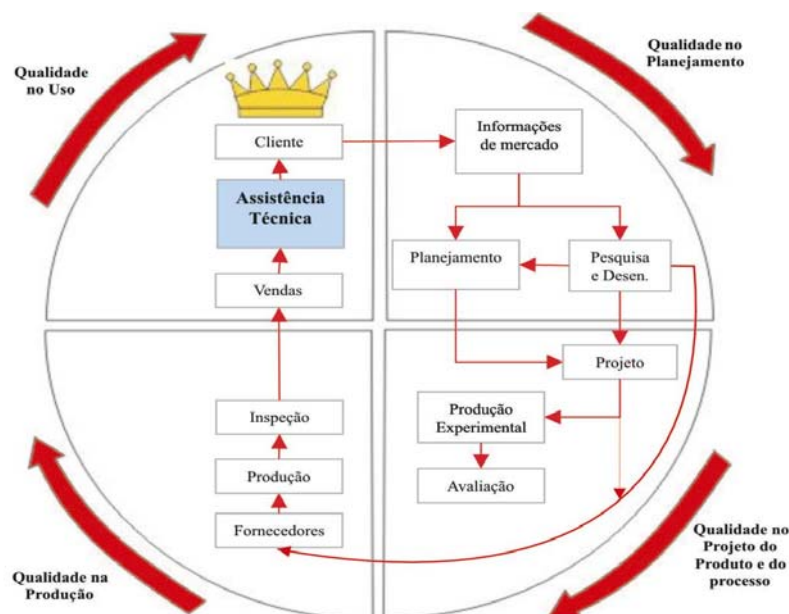 Qualidade
no Uso
Qualidade no
Planejamento
Cliente
Informações
de mercado
Assistência
Técnica
Planejamento
Pesquisa
e Desen.
Vendas
Projeto
Inspeção
Produção
Experimental
Produção
Avaliação
Fornecedores
Qualidade na
Produção
Qualidade no
Projeto do
Produto e do
processo